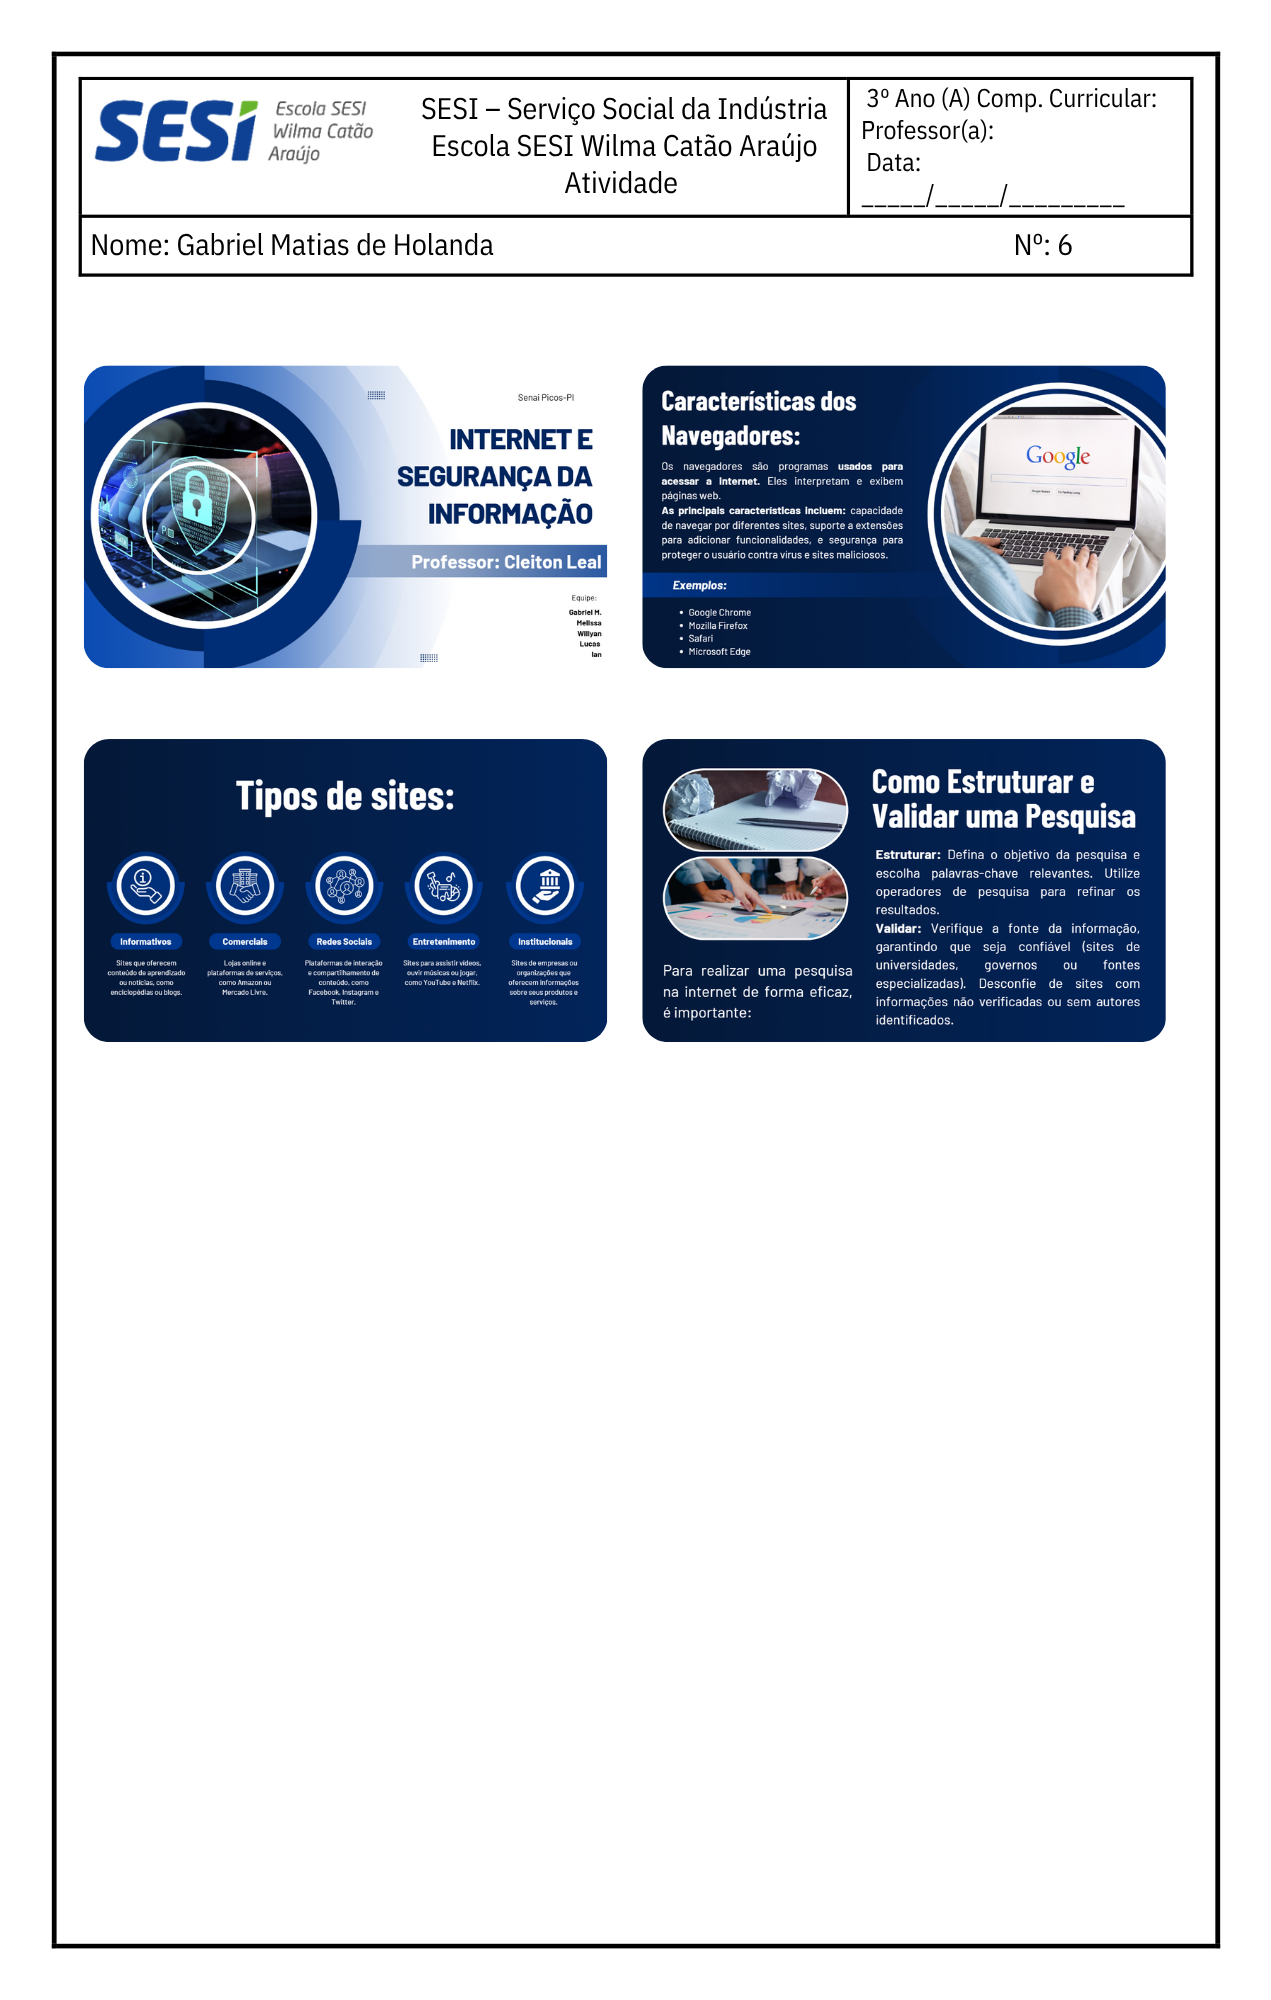 SESI
Escola SESI
Wilma Catão
Araújo
SESI – Serviço Social da Indústria
Escola SESI Wilma Catão Araújo
Atividade
3º Ano (A) Comp. Curricular:
Professor(a):
Data:
_____/_____/_________
Nome: Gabriel Matias de Holanda Nº: 6
Senai Picos-PI
INTERNET E
SEGURANÇA DA
INFORMAÇÃO
Professor: Cleiton Leal
Equipe:
Gabriel M.
Melissa
Willyan
Lucas
Ian
Características dos
Navegadores:
Os navegadores são programas usados para
acessar a internet. Eles interpretam e exibem
páginas web.
As principais características incluem: capacidade
de navegar por diferentes sites, suporte a extensões
para adicionar funcionalidades, e segurança para
proteger o usuário contra vírus e sites maliciosos.
Exemplos:
• Google Chrome
• Mozilla Firefox
• Safari
• Microsoft Edge
Google
Tipos de sites:
Informativos
Sites que oferecem
conteúdo de aprendizado
ou notícias, como
enciclopédias ou blogs.
Comerciais
Lojas online e
plataformas de serviços,
como Amazon ou
Mercado Livre.
Redes Sociais
Plataformas de interação
e compartilhamento de
conteúdo, como
Facebook, Instagram e
Twitter.
Entretenimento
Sites para assistir vídeos,
ouvir músicas ou jogar,
como YouTube e Netflix.
Institucionais
Sites de empresas ou
organizações que
oferecem informações
sobre seus produtos e
serviços.
Para realizar uma pesquisa
na internet de forma eficaz,
é importante:
Como Estruturar e
Validar uma Pesquisa
Estruturar: Defina o objetivo da pesquisa e
escolha palavras-chave relevantes. Utilize
operadores de pesquisa para refinar os
resultados.
Validar: Verifique a fonte da informação,
garantindo que seja confiável (sites de
universidades, governos ou fontes
especializadas). Desconfie de sites com
informações não verificadas ou sem autores
identificados.